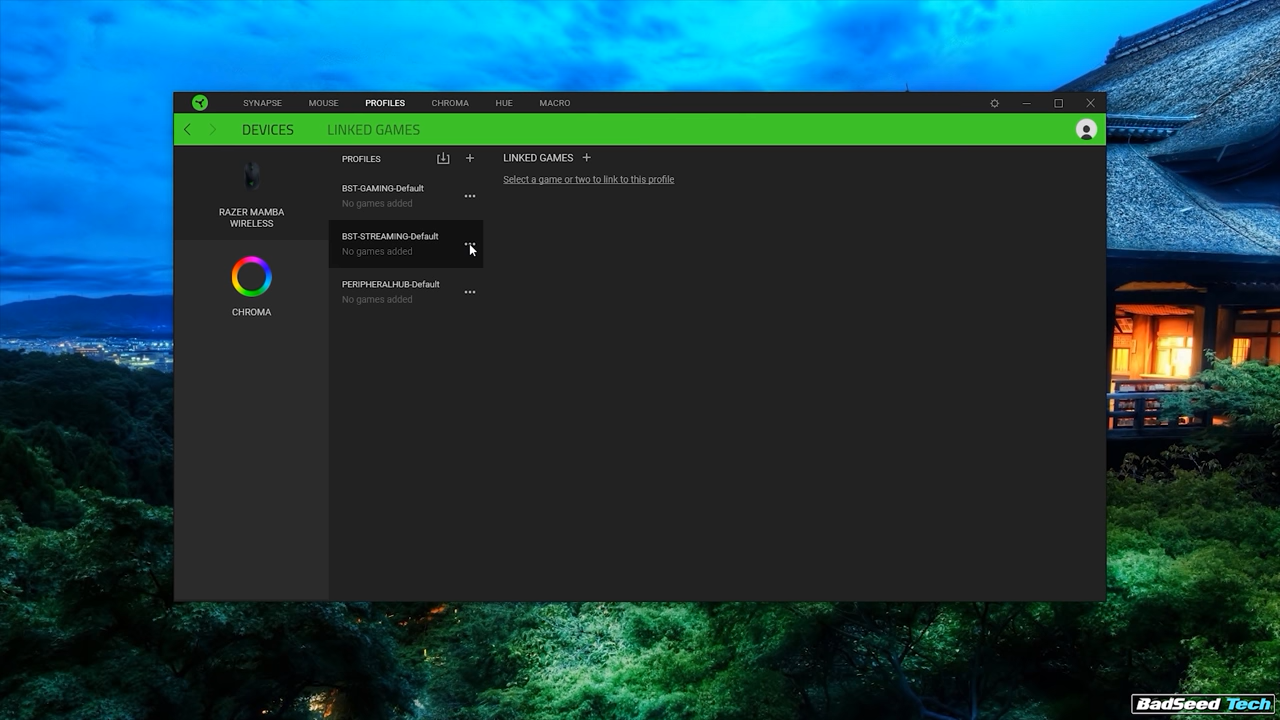 SYNAPSE MOUSE PROFILES CHROMA HUE MACRO
DEVICES LINKED GAMES
RAZER MAMBA
WIRELESS
CHROMA
PROFILES
BST-GAMING-Default
No games added
BST-STREAMING-Default
No games added
PERIPHERALHUB-Default
No games added
LINKED GAMES
Select a game or two to link to this profile
BadSeed Tech